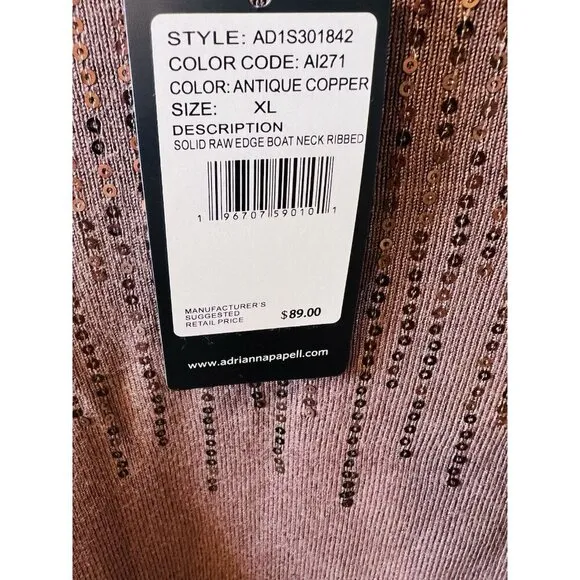 STYLE: AD1S301842
COLOR CODE: AI271
COLOR: ANTIQUE COPPER
SIZE: XL
DESCRIPTION
SOLID RAW EDGE BOAT NECK RIBBED
1 96707 59010 1
MANUFACTURER'S
SUGGESTED
RETAIL PRICE
$89.00
www.adriannapapell.com